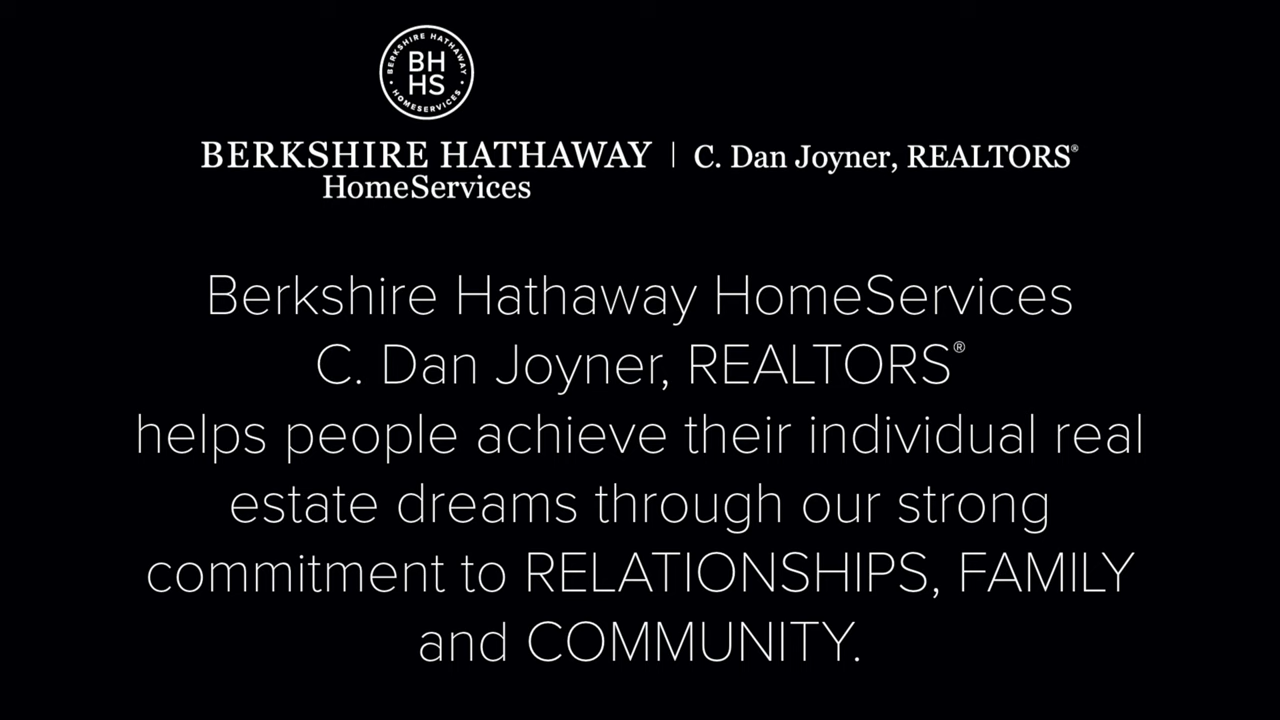 BERKSHIRE HATHAWAY
BH
HS
HOMESERVICES
BERKSHIRE HATHAWAY | C. Dan Joyner, REALTORS®
HomeServices
Berkshire Hathaway HomeServices
C. Dan Joyner, REALTORS®
helps people achieve their individual real
estate dreams through our strong
commitment to RELATIONSHIPS, FAMILY
and COMMUNITY.